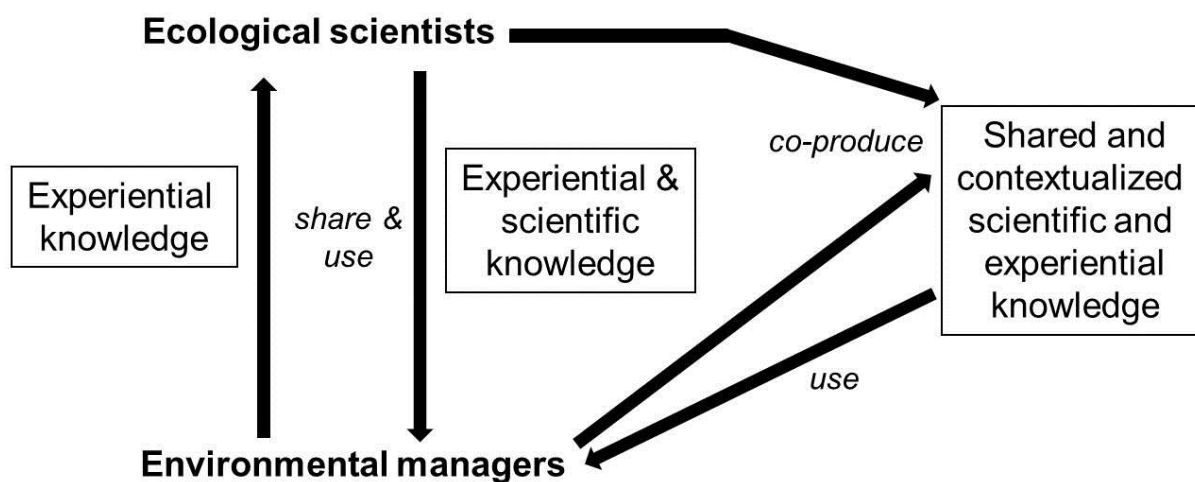 Ecological scientists
co-produce
Shared and
contextualized
scientific and
experiential
knowledge
Experiential
knowledge
share &
use
Experiential &
scientific
knowledge
use
Environmental managers